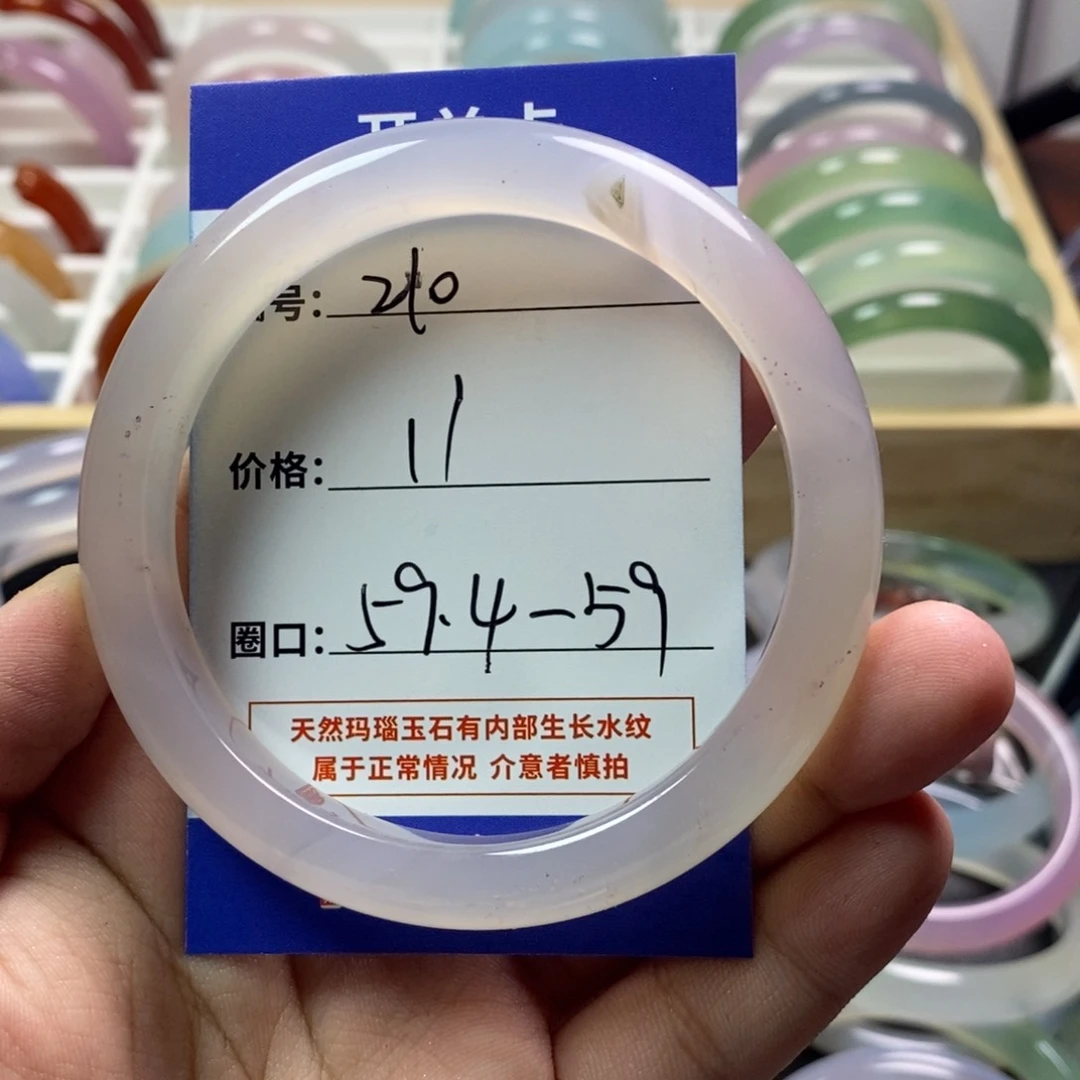 号: 210
价格: 11
圈口: 59.4-59
天然玛瑙玉石有内部生长水纹
属于正常情况 介意者慎拍